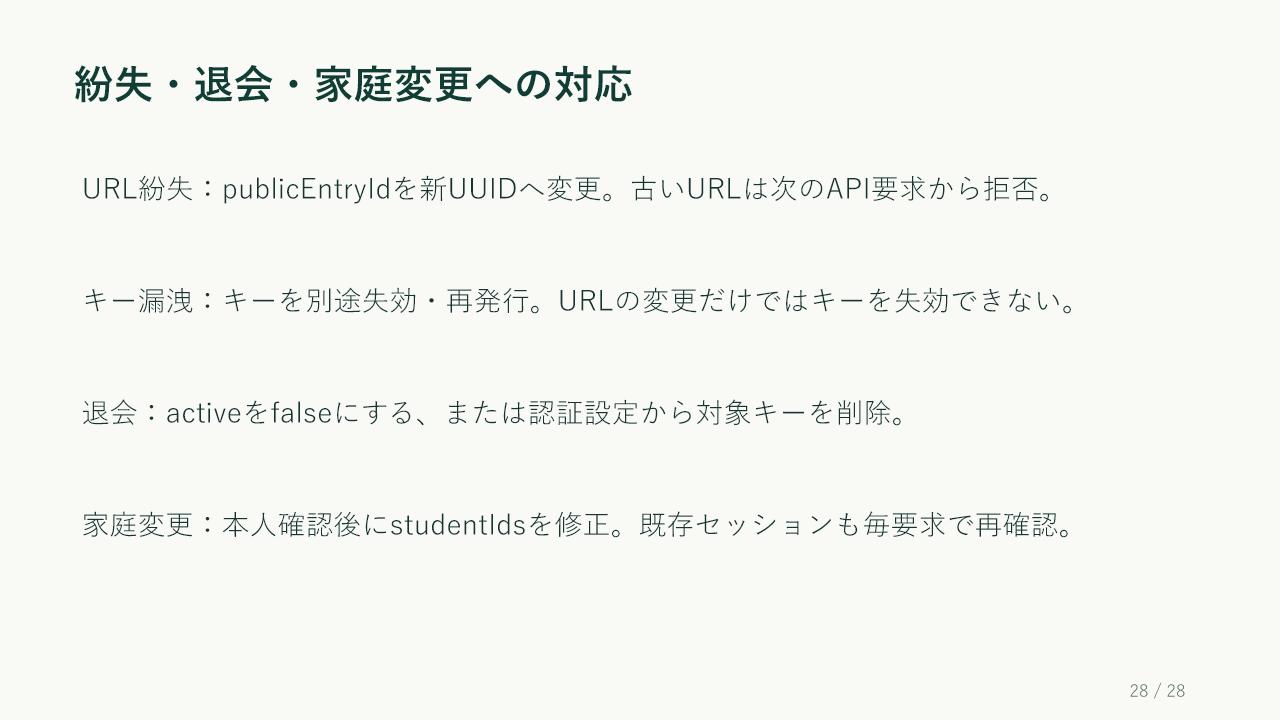 紛失・退会・家庭変更への対応
URL紛失：publicEntryIdを新UUIDへ変更。古いURLは次のAPI要求から拒否。
キー漏洩：キーを別途失効・再発行。URLの変更だけではキーを失効できない。
退会：activeをfalseにする、または認証設定から対象キーを削除。
家庭変更：本人確認後にstudentIdsを修正。既存セッションも毎要求で再確認。
28 / 28